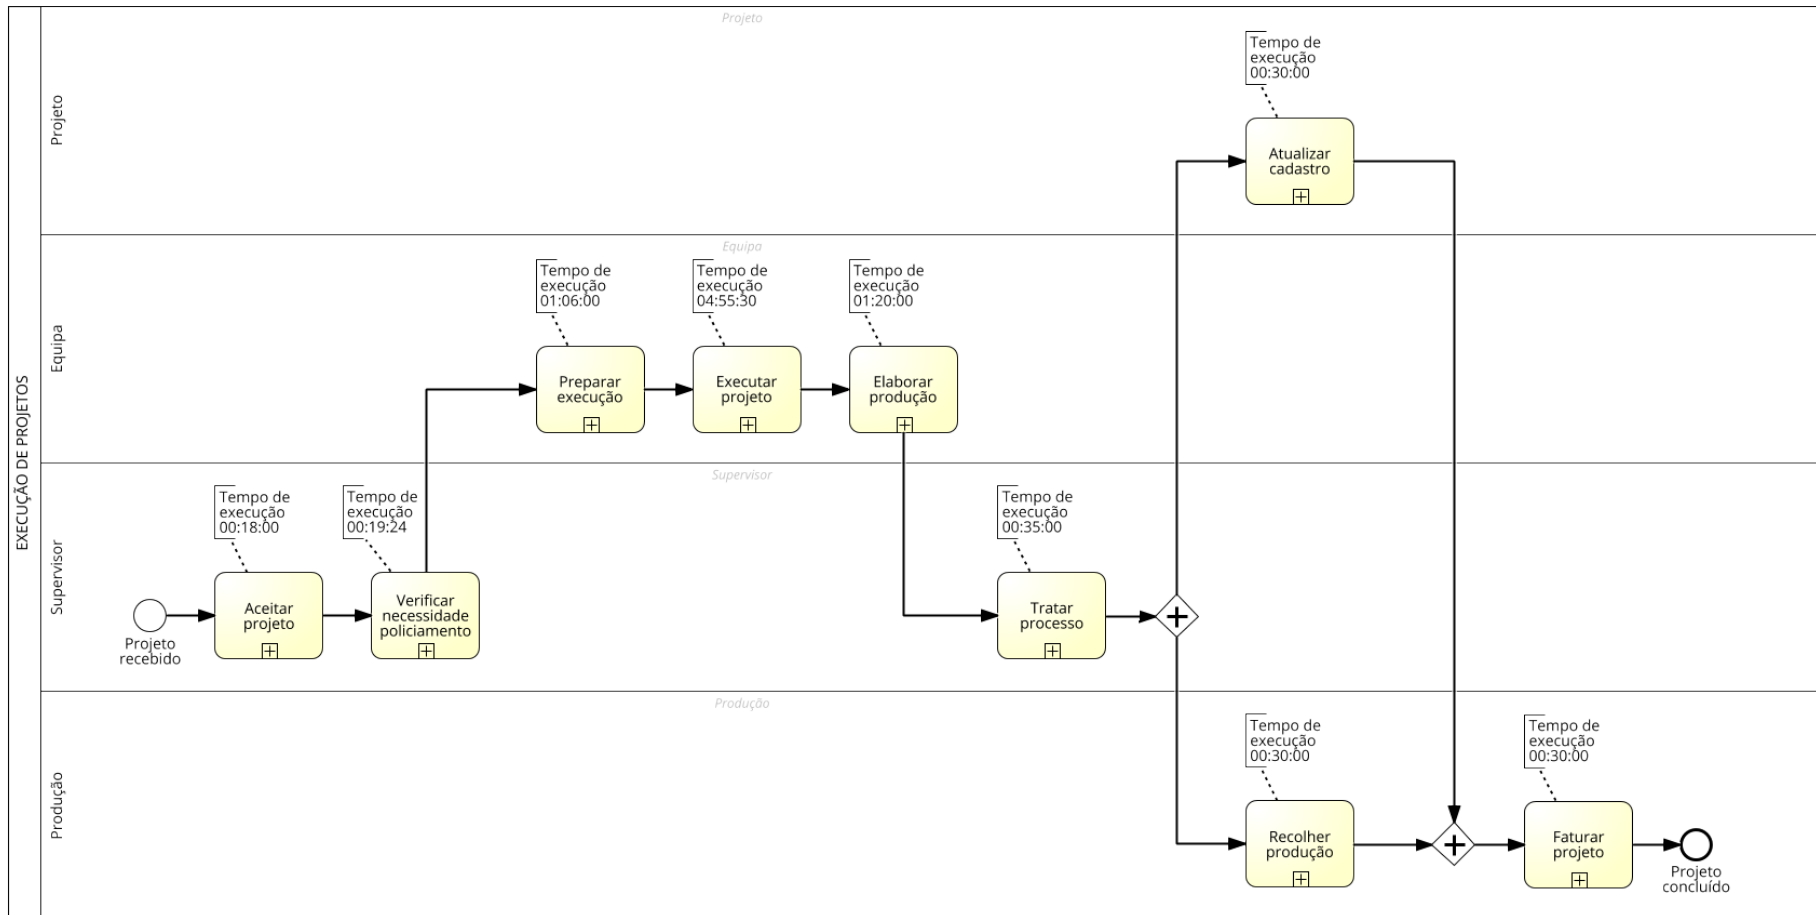 EXECUÇÃO DE PROJETOS
Projeto
Projeto
Tempo de
execução
00:30:00
Atualizar
cadastro
Equipa
Equipa
Tempo de
execução
01:06:00
Preparar
execução
Tempo de
execução
04:55:30
Executar
projeto
Tempo de
execução
01:20:00
Elaborar
produção
Supervisor
Supervisor
Projeto
recebido
Tempo de
execução
00:18:00
Aceitar
projeto
Tempo de
execução
00:19:24
Verificar
necessidade
policiamento
Tempo de
execução
00:35:00
Tratar
processo
Produção
Produção
Tempo de
execução
00:30:00
Recolher
produção
Tempo de
execução
00:30:00
Faturar
projeto
Projeto
concluído